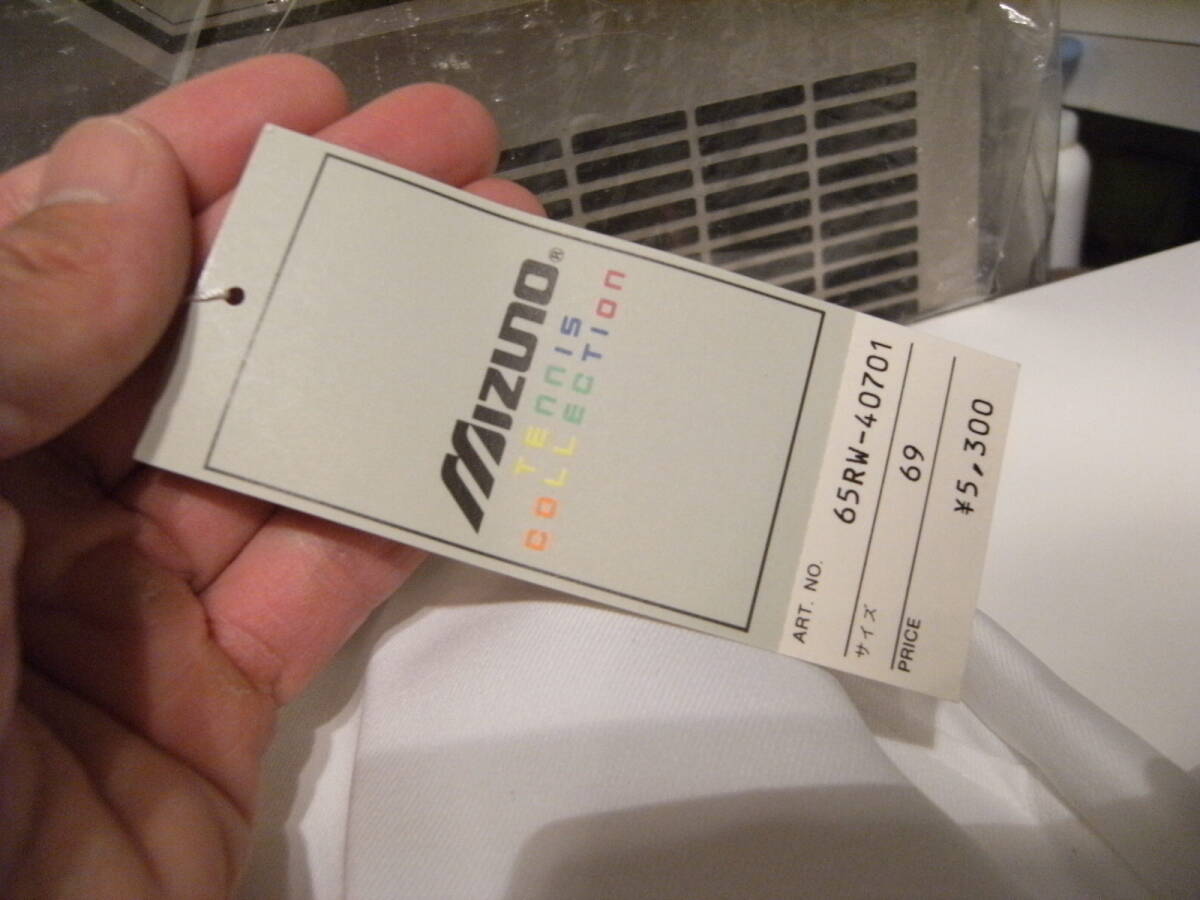 MIZUNO®
TENNIS
COLLECTION
ART. NO. 65RW-40701
サイズ 69
PRICE ¥5,300